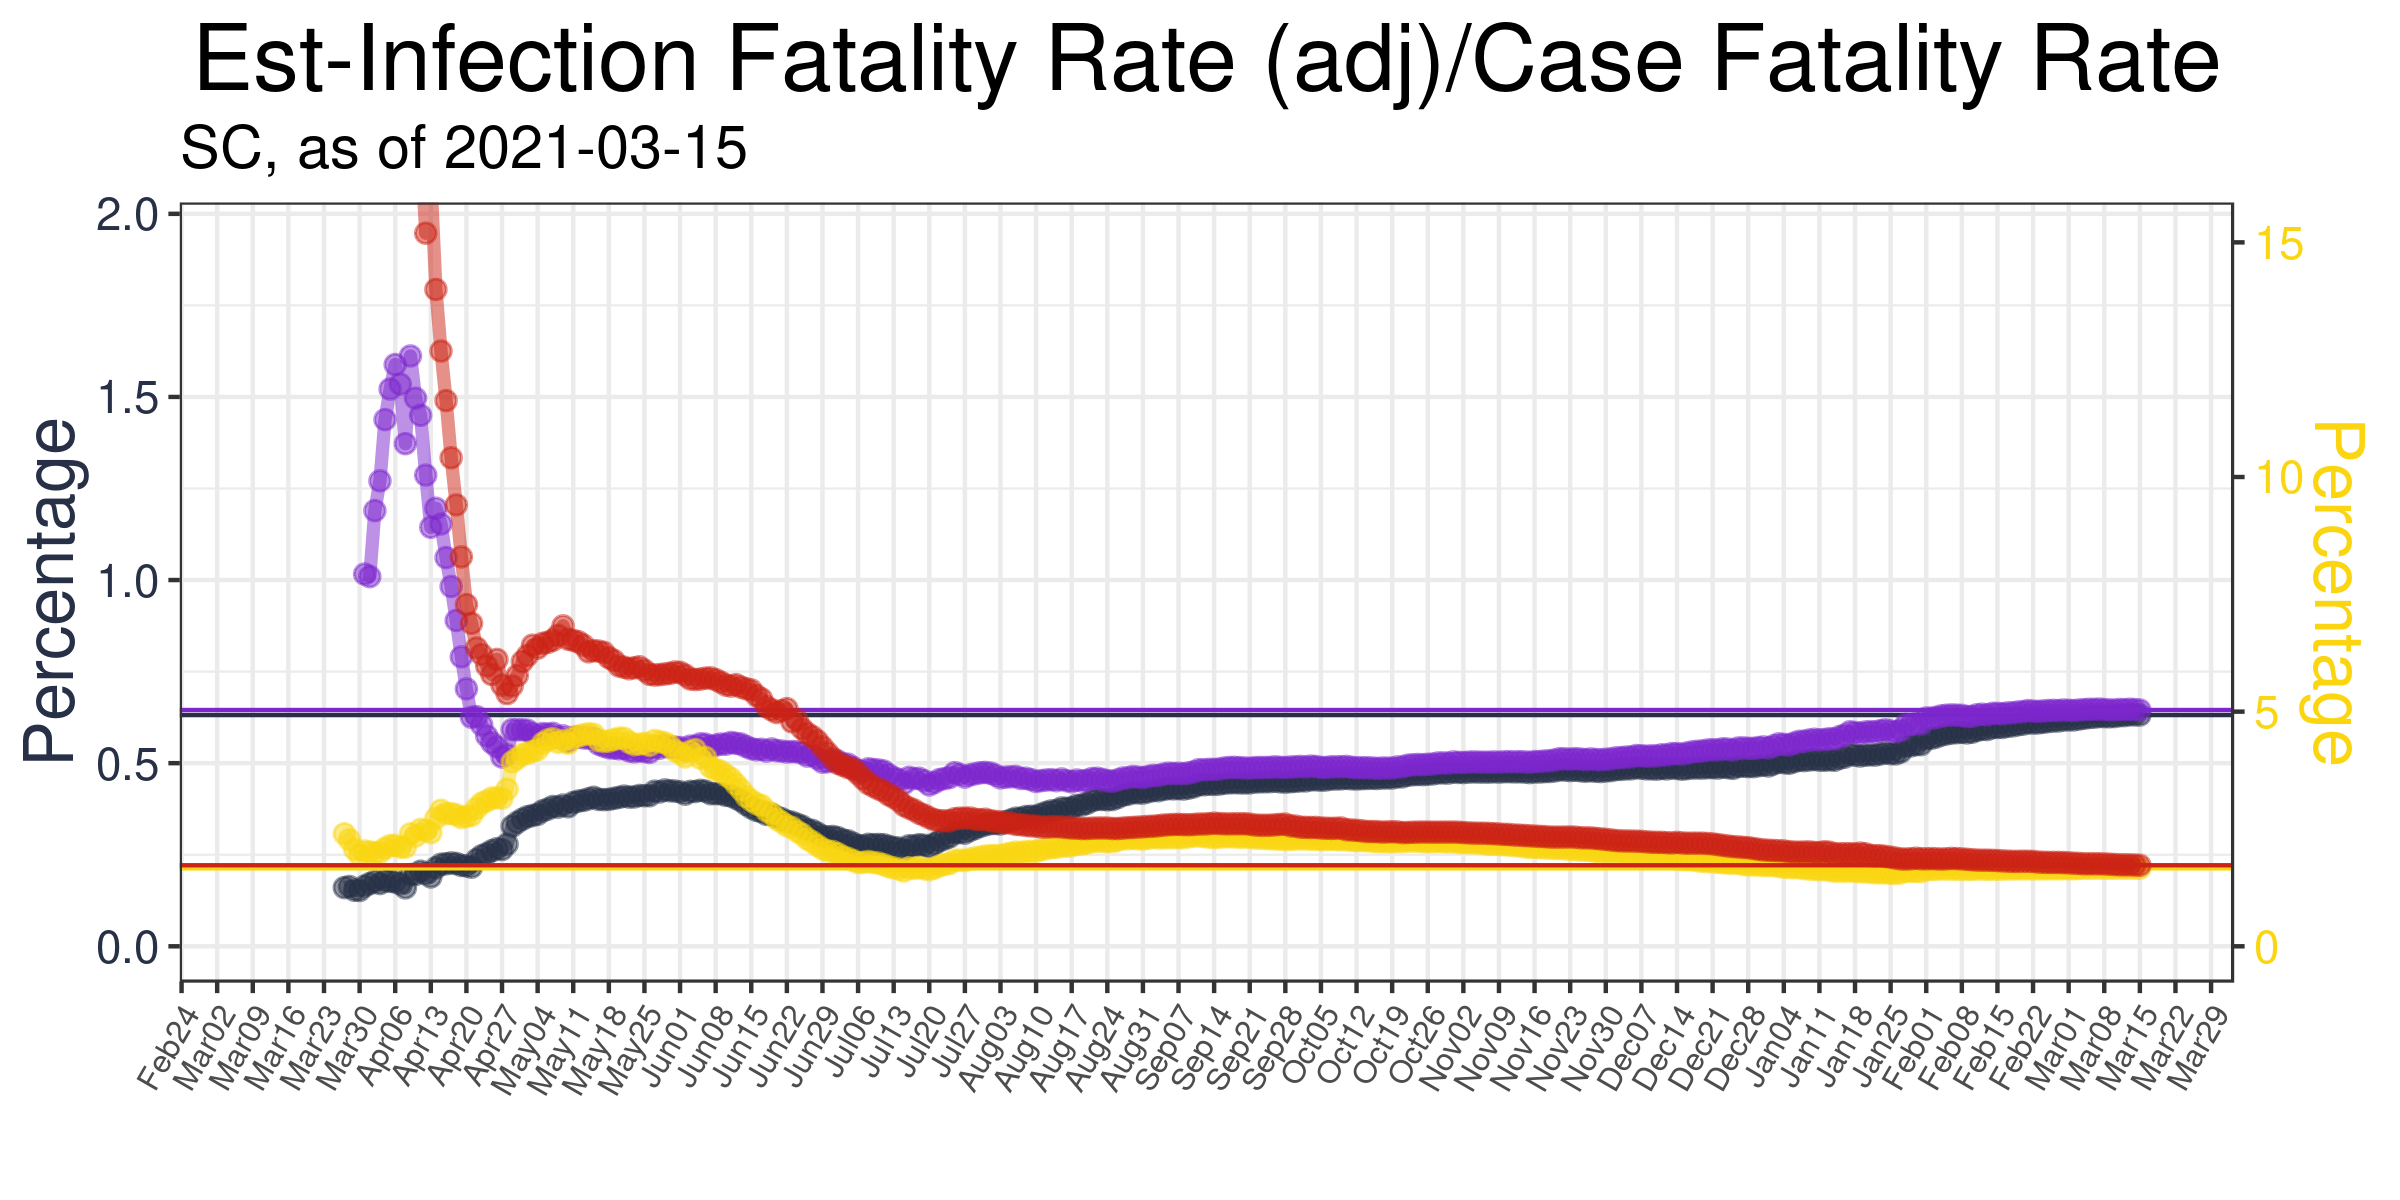 Est-Infection Fatality Rate (adj)/Case Fatality Rate
SC, as of 2021-03-15
Percentage
2.0
1.5
1.0
0.5
0.0
15
10
5
0
Percentage
Feb24
Mar02
Mar09
Mar16
Mar23
Mar30
Apr06
Apr13
Apr20
Apr27
May04
May11
May18
May25
Jun01
Jun08
Jun15
Jun22
Jun29
Jul06
Jul13
Jul20
Jul27
Aug03
Aug10
Aug17
Aug24
Aug31
Sep07
Sep14
Sep21
Sep28
Oct05
Oct12
Oct19
Oct26
Nov02
Nov09
Nov16
Nov23
Nov30
Dec07
Dec14
Dec21
Dec28
Jan04
Jan11
Jan18
Jan25
Feb01
Feb08
Feb15
Feb22
Mar01
Mar08
Mar15
Mar22
Mar29